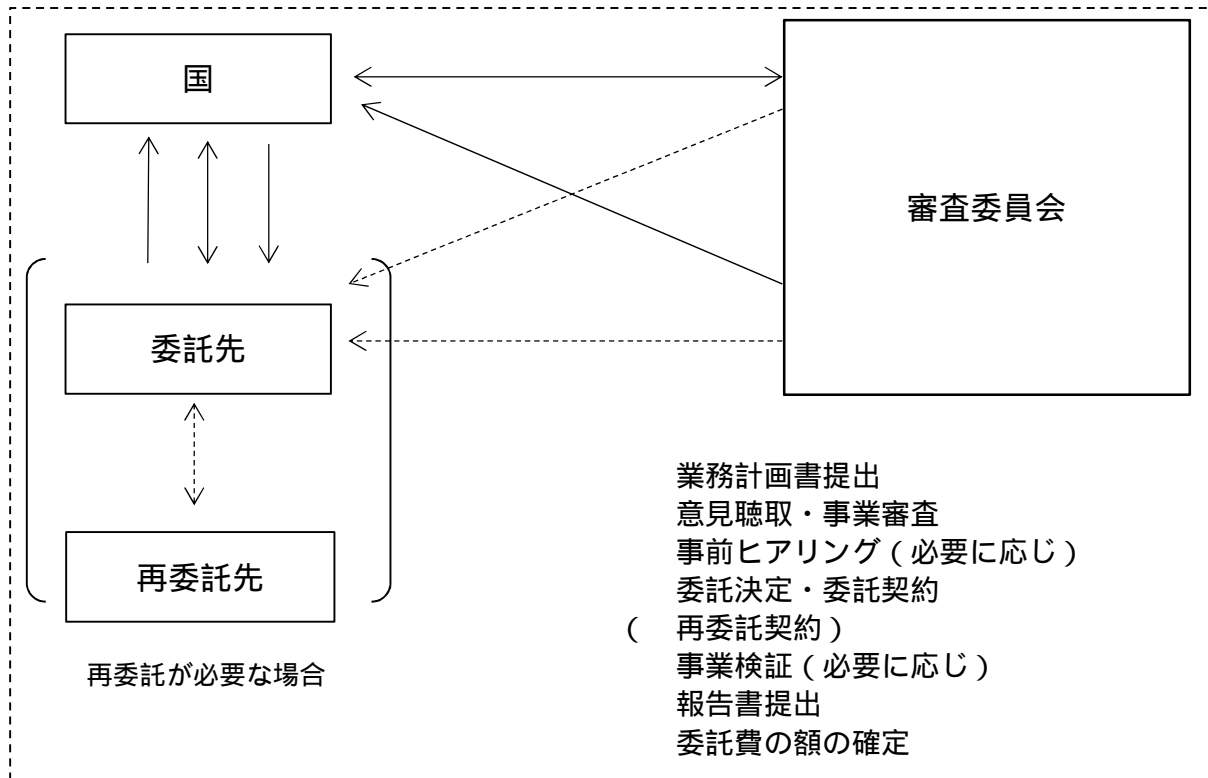 国
審査委員会
委託先
再委託先
再委託が必要な場合
業務計画書提出
意見聴取・事業審査
事前ヒアリング(必要に応じ)
委託決定・委託契約
( 再委託契約)
事業検証(必要に応じ)
報告書提出
委託費の額の確定